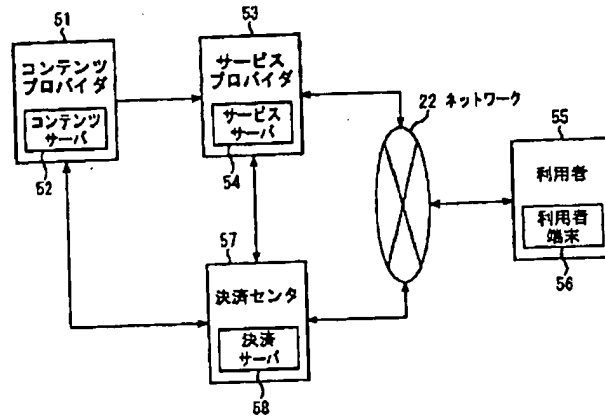 51
コンテンツ
プロバイダ
コンテンツ
サーバ
52
53
サービス
プロバイダ
サービス
サーバ
54
22 ネットワーク
55
利用者
利用者
端末
56
57
決済センタ
決済
サーバ
58